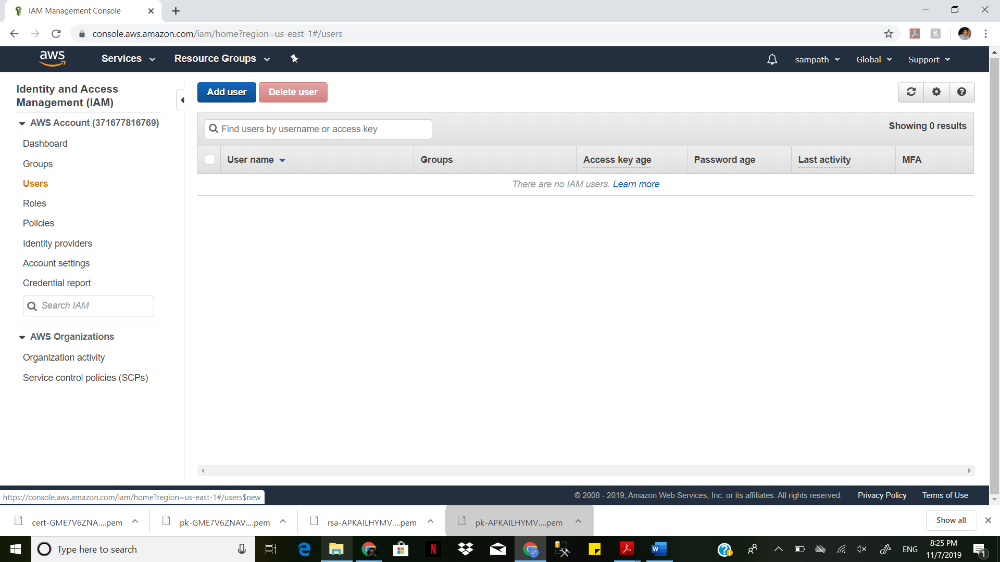 IAM Management Console
console.aws.amazon.com/iam/home?region=us-east-1#/users
aws
Services
Resource Groups
sampath
Global
Support
Identity and Access
Management (IAM)
AWS Account (371677816769)
Dashboard
Groups
Users
Roles
Policies
Identity providers
Account settings
Credential report
Search IAM
AWS Organizations
Organization activity
Service control policies (SCPs)
Add user
Delete user
Find users by username or access key
Showing 0 results
User name
Groups
Access key age
Password age
Last activity
MFA
There are no IAM users. Learn more
https://console.aws.amazon.com/iam/home?region=us-east-1#/users$new
© 2008 - 2019, Amazon Web Services, Inc. or its affiliates. All rights reserved.
Privacy Policy
Terms of Use
cert-GME7V6ZNA....pem
pk-GME7V6ZNAV....pem
rsa-APKAILHYMV....pem
pk-APKAILHYMV....pem
Show all
Type here to search
ENG
8:25 PM
11/7/2019
1